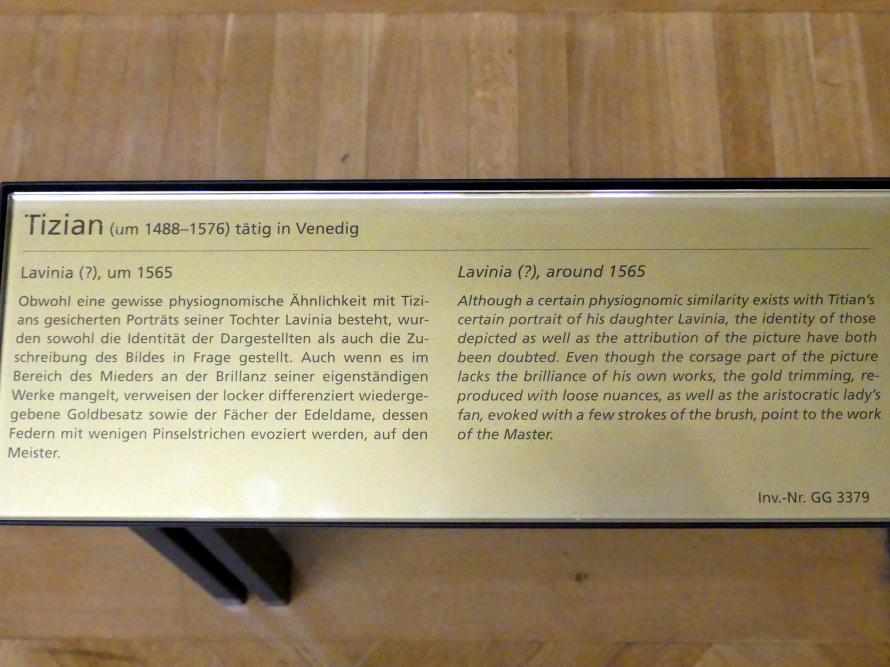 Tizian (um 1488–1576) tätig in Venedig
Lavinia (?), um 1565
Obwohl eine gewisse physiognomische Ähnlichkeit mit Tizi-
ans gesicherten Porträts seiner Tochter Lavinia besteht, wur-
den sowohl die Identität der Dargestellten als auch die Zu-
schreibung des Bildes in Frage gestellt. Auch wenn es im
Bereich des Mieders an der Brillanz seiner eigenständigen
Werke mangelt, verweisen der locker differenziert wiederge-
gebene Goldbesatz sowie der Fächer der Edeldame, dessen
Federn mit wenigen Pinselstrichen evoziert werden, auf den
Meister.
Lavinia (?), around 1565
Although a certain physiognomic similarity exists with Titian's
certain portrait of his daughter Lavinia, the identity of those
depicted as well as the attribution of the picture have both
been doubted. Even though the corsage part of the picture
lacks the brilliance of his own works, the gold trimming, re-
produced with loose nuances, as well as the aristocratic lady's
fan, evoked with a few strokes of the brush, point to the work
of the Master.
Inv.-Nr. GG 3379